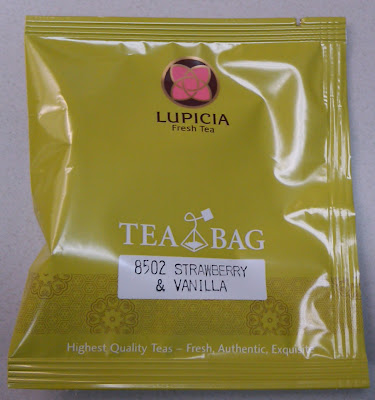 LUPICIA
Fresh Tea
TEA BAG
8502 STRAWBERRY
& VANILLA
Highest Quality Teas – Fresh, Authentic, Exquisite